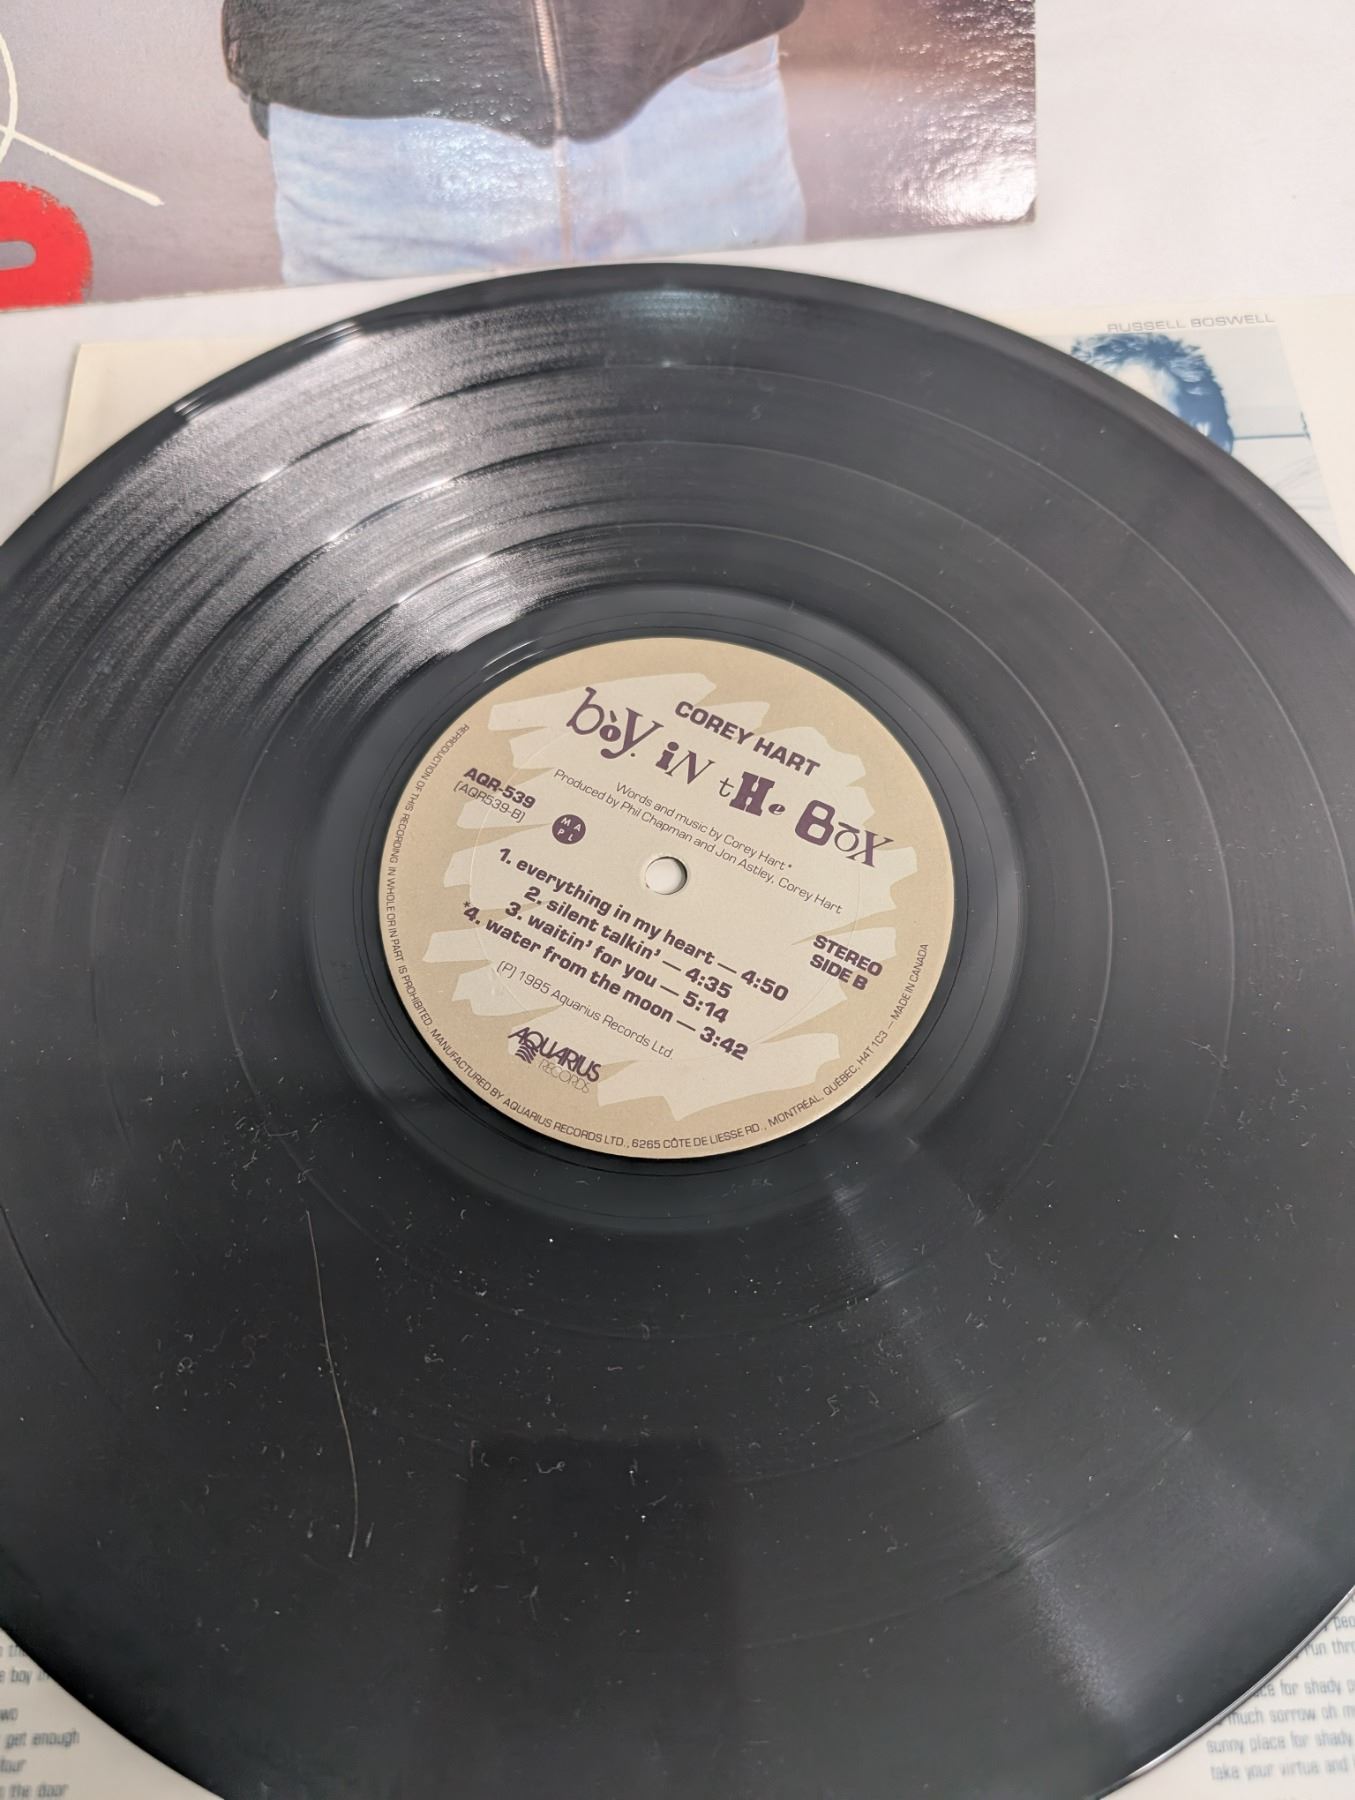 RUSSELL BOSWELL
COREY HART
bòy iN tHe BōX
Words and music by Corey Hart*
Produced by Phil Chapman and Jon Astley, Corey Hart
AQR-539
(AQR539-B)
M A
P L
1. everything in my heart — 4:50
2. silent talkin' — 4:35
3. waitin' for you — 5:14
*4. water from the moon — 3:42
STEREO
SIDE B
(P) 1985 Aquarius Records Ltd.
AQUARIUS
RECORDS
REPRODUCTION OF THIS RECORDING IN WHOLE OR IN PART IS PROHIBITED. MANUFACTURED BY AQUARIUS RECORDS LTD., 6265 CÔTE DE LIESSE RD., MONTRÉAL, QUÉBEC, H4T 1C3 — MADE IN CANADA
boy
get enough
the door
run
for shady
much sorrow oh
sunny place for shady
take your virtue and